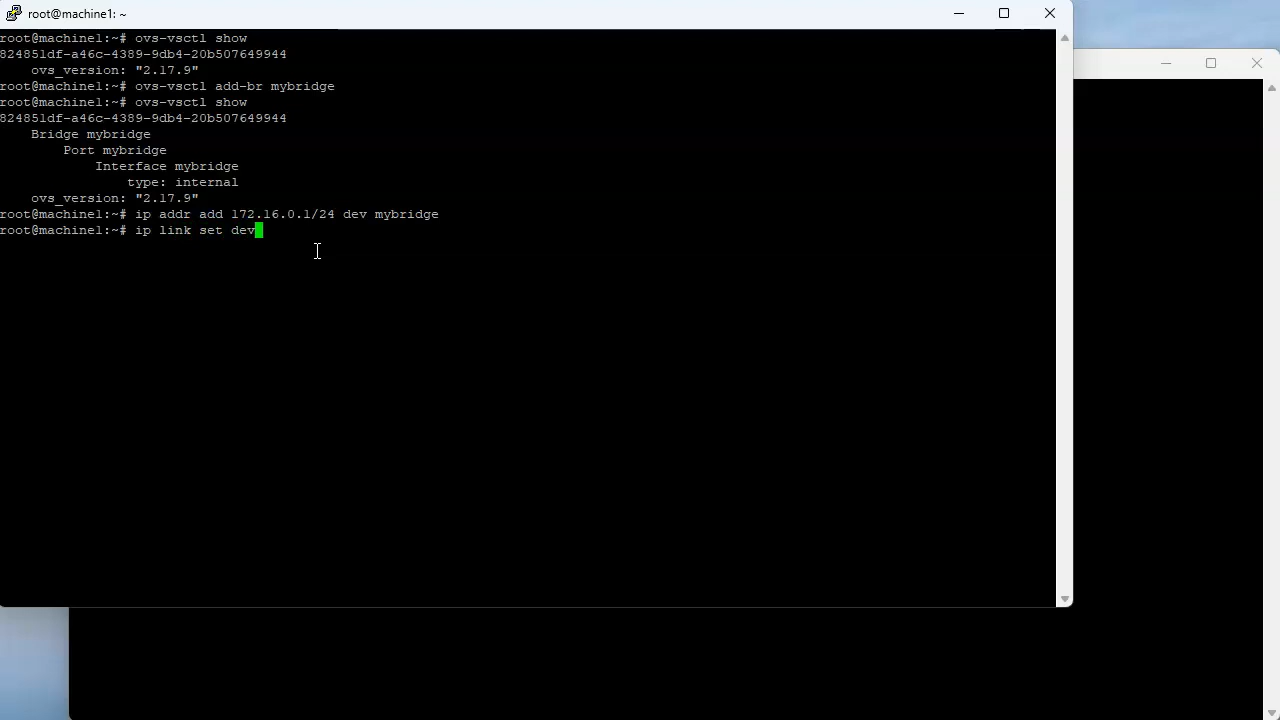 root@machine1: ~
root@machine1:~# ovs-vsctl show
824851df-a46c-4389-9db4-20b507649944
    ovs_version: "2.17.9"
root@machine1:~# ovs-vsctl add-br mybridge
root@machine1:~# ovs-vsctl show
824851df-a46c-4389-9db4-20b507649944
    Bridge mybridge
        Port mybridge
            Interface mybridge
                type: internal
    ovs_version: "2.17.9"
root@machine1:~# ip addr add 172.16.0.1/24 dev mybridge
root@machine1:~# ip link set dev